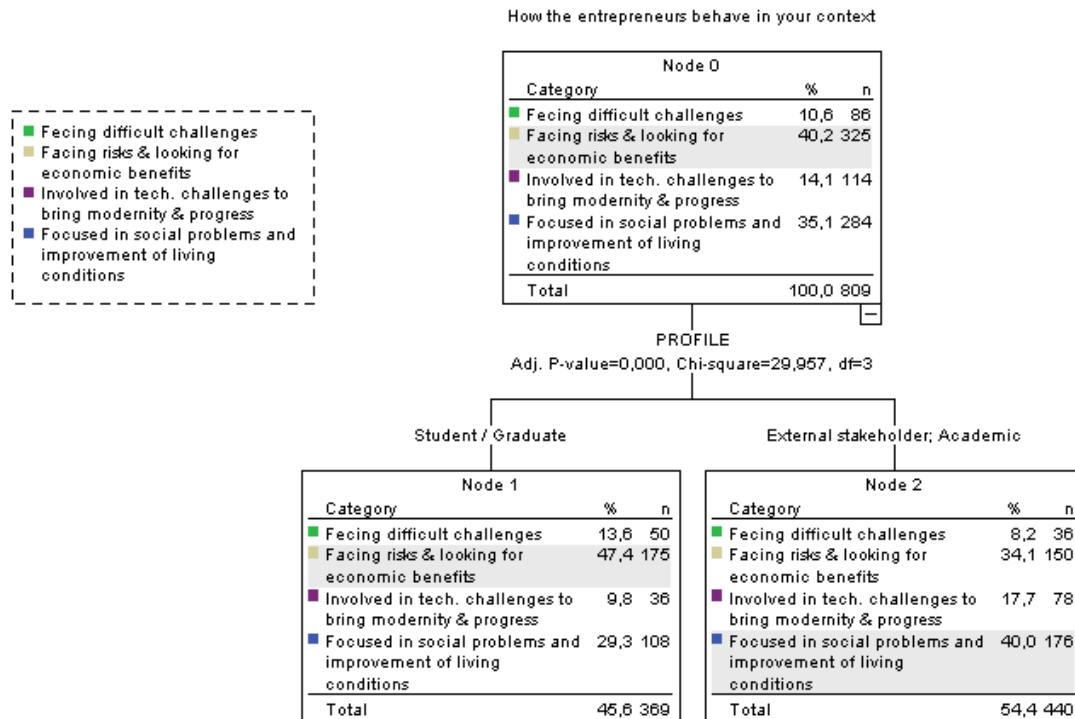 How the entrepreneurs behave in your context
Fecing difficult challenges
Facing risks & looking for
economic benefits
Involved in tech. challenges to
bring modernity & progress
Focused in social problems and
improvement of living
conditions
Node 0
Category % n
Fecing difficult challenges 10,6 86
Facing risks & looking for 40,2 325
economic benefits
Involved in tech. challenges to 14,1 114
bring modernity & progress
Focused in social problems and 35,1 284
improvement of living
conditions
Total 100,0 809
PROFILE
Adj. P-value=0,000, Chi-square=29,957, df=3
Student / Graduate
External stakeholder; Academic
Node 1
Category % n
Fecing difficult challenges 13,6 50
Facing risks & looking for 47,4 175
economic benefits
Involved in tech. challenges to 9,8 36
bring modernity & progress
Focused in social problems and 29,3 108
improvement of living
conditions
Total 45,6 369
Node 2
Category % n
Fecing difficult challenges 8,2 36
Facing risks & looking for 34,1 150
economic benefits
Involved in tech. challenges to 17,7 78
bring modernity & progress
Focused in social problems and 40,0 176
improvement of living
conditions
Total 54,4 440